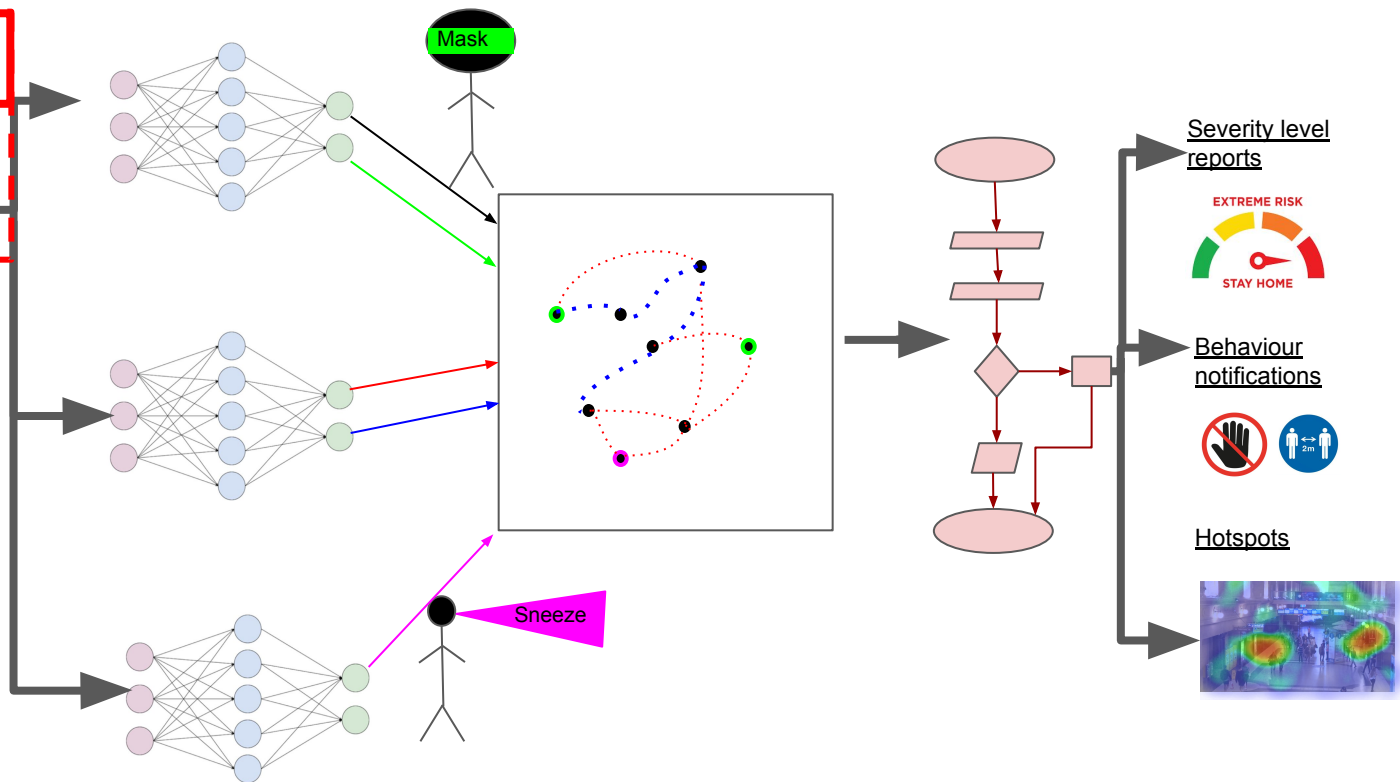 Mask
Severity level
reports
EXTREME RISK
STAY HOME
Behaviour
notifications
2m
Hotspots
Sneeze